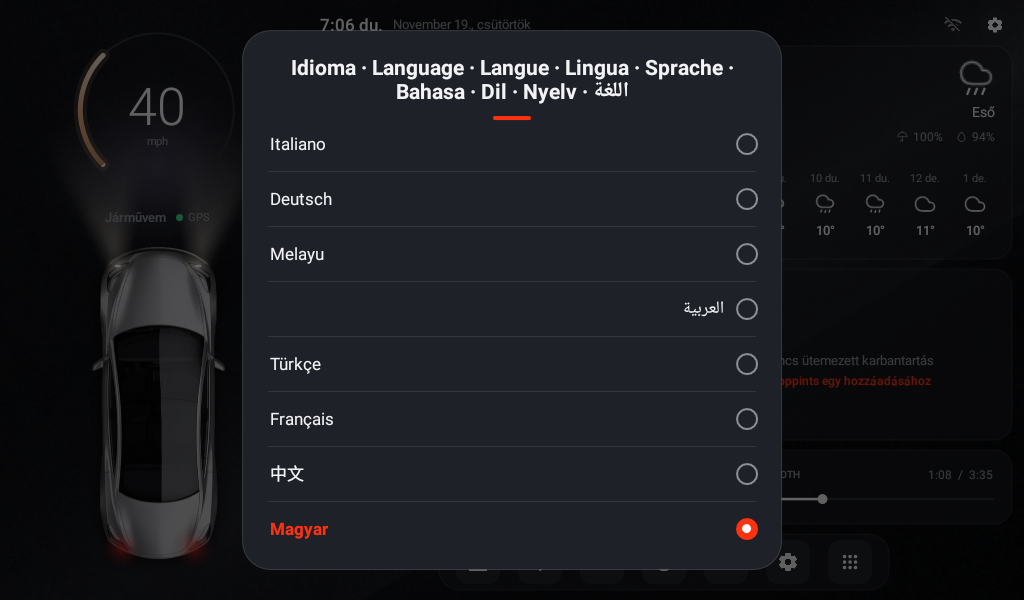 7:06 du. November 19., csütörtök
Idioma · Language · Langue · Lingua · Sprache ·
Bahasa · Dil · Nyelv · اللغة
Italiano
Deutsch
Melayu
العربية
Türkçe
Français
中文
Magyar
40
mph
Járművem GPS
Eső
100% 94%
10 du. 11 du. 12 de. 1 de.
10° 10° 11° 10°
ütemezett karbantartás
egy hozzáadásához
1:08 / 3:35